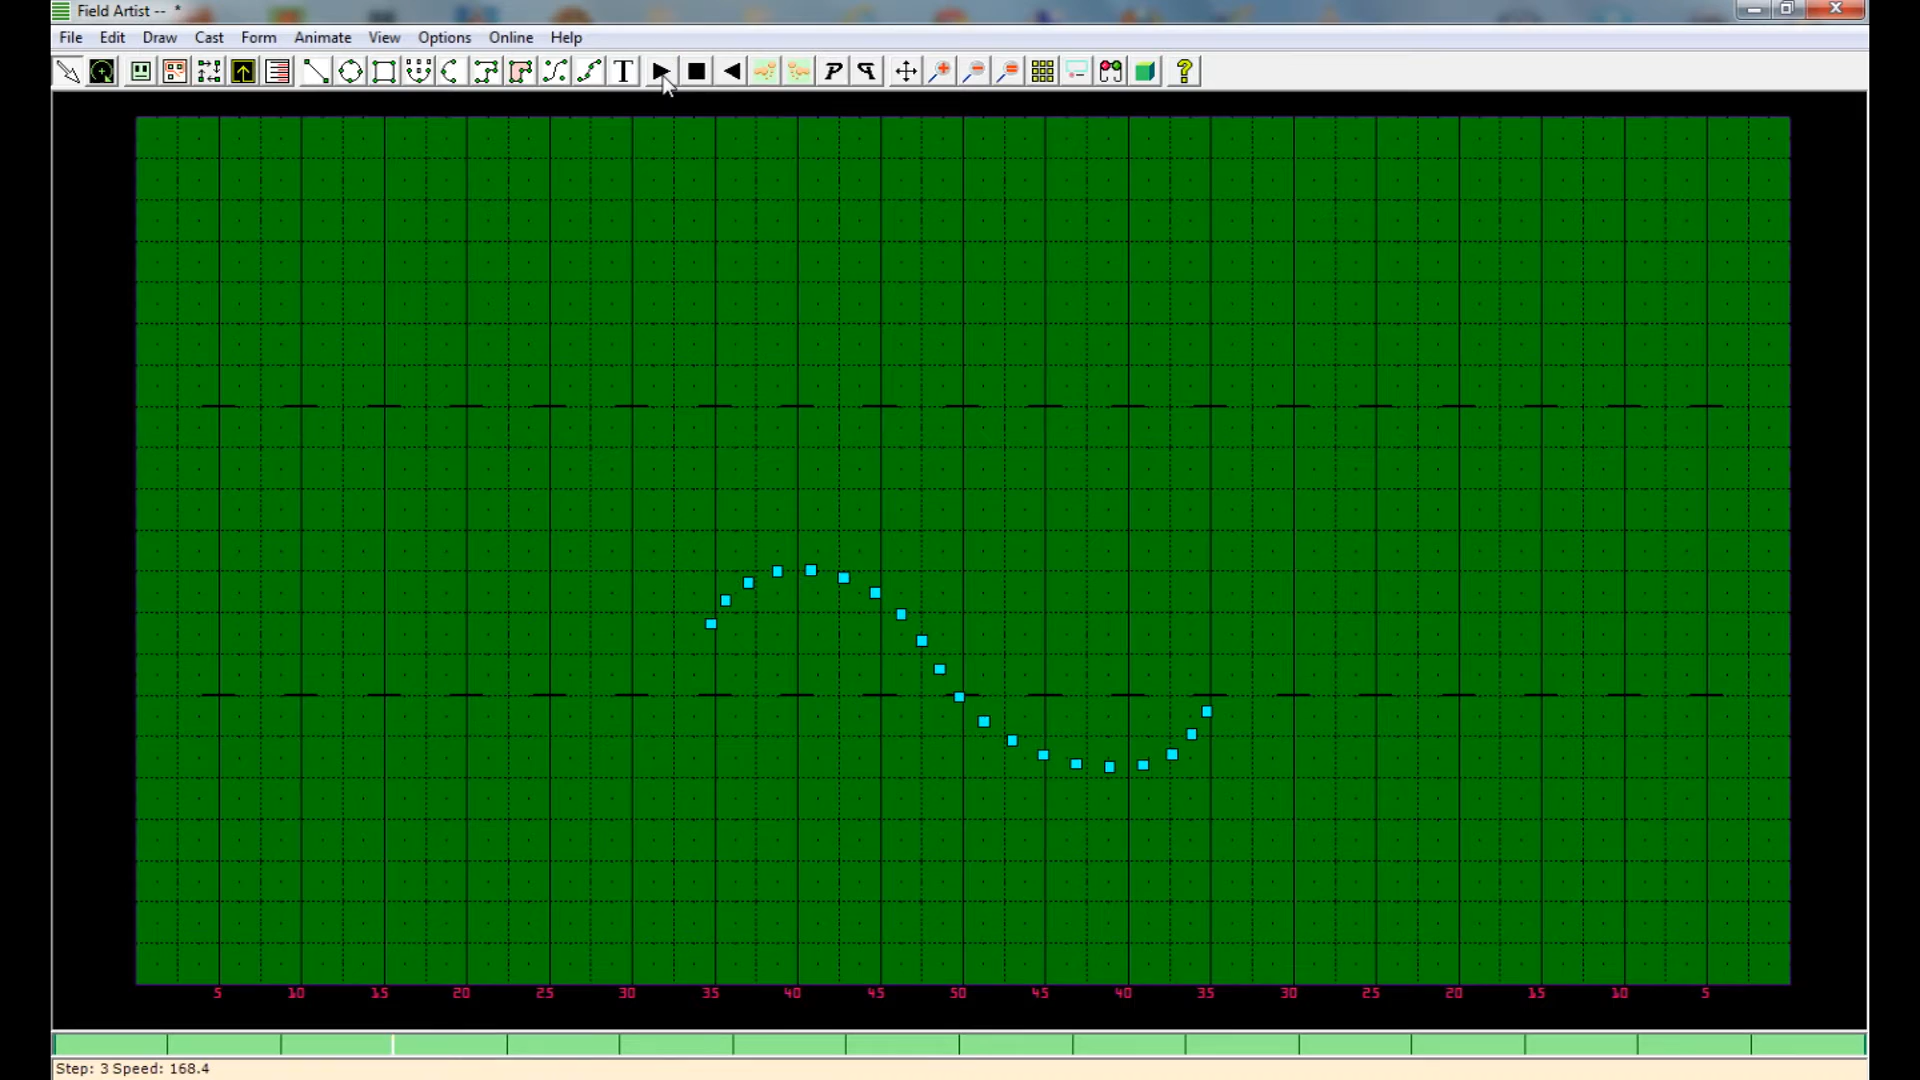 Field Artist -- *
File Edit Draw Cast Form Animate View Options Online Help
T P P ?
5 10 15 20 25 30 35 40 45 50 45 40 35 30 25 20 15 10 5
Step: 3 Speed: 168.4